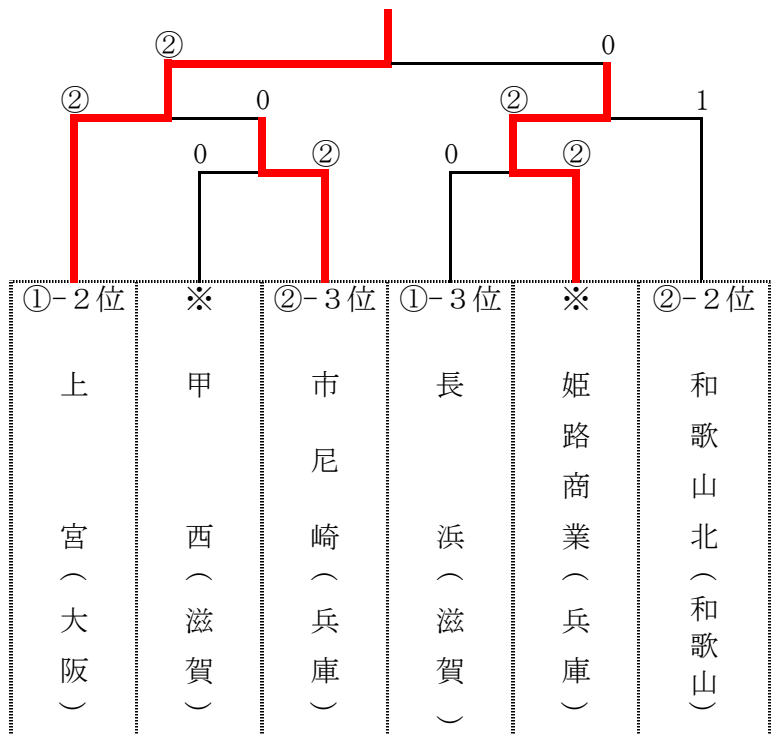 ② 0
② 0 ② 1
0 ② 0 ②
①-２位 ※ ②-３位 ①-３位 ※ ②-２位
上宮（大阪）
甲西（滋賀）
市尼崎（兵庫）
長浜（滋賀）
姫路商業（兵庫）
和歌山北（和歌山）